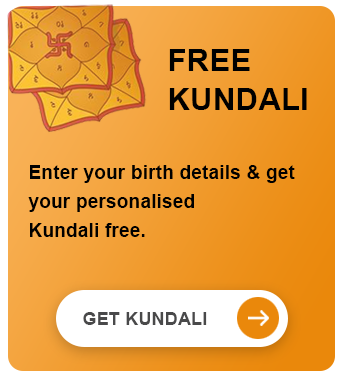 FREE
KUNDALI
Enter your birth details & get
your personalised
Kundali free.
GET KUNDALI